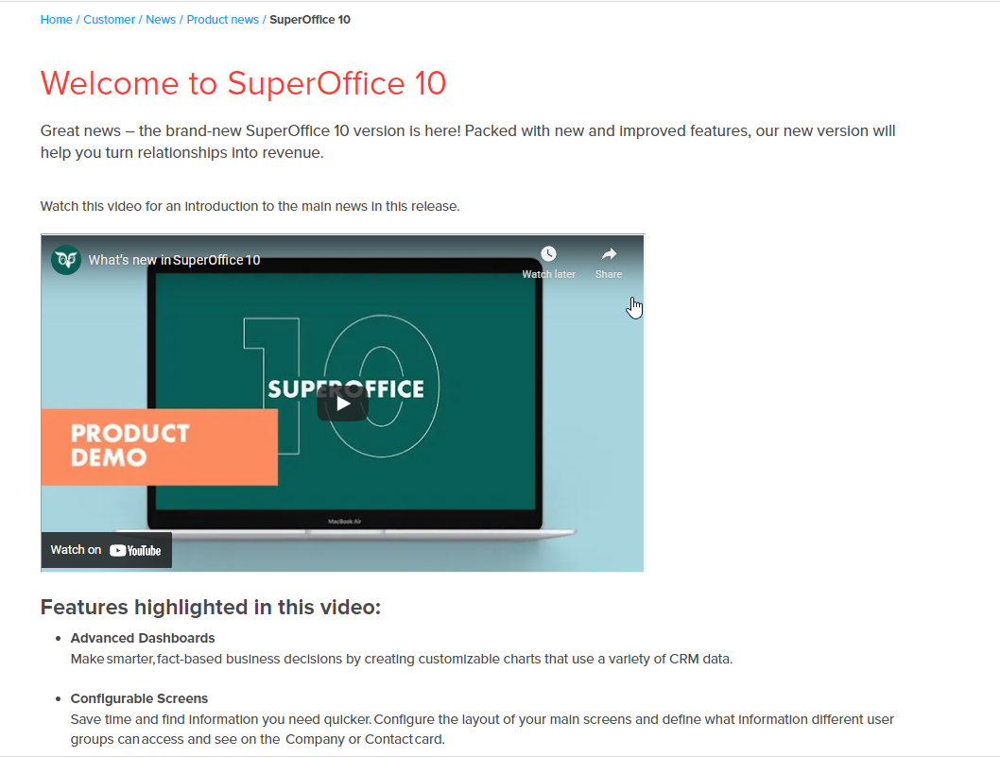 Home / Customer / News / Product news / SuperOffice 10
Welcome to SuperOffice 10
Great news – the brand-new SuperOffice 10 version is here! Packed with new and improved features, our new version will
help you turn relationships into revenue.
Watch this video for an introduction to the main news in this release.
What's new in SuperOffice 10
Watch later
Share
10
SUPEROFFICE
PRODUCT
DEMO
MacBook Air
Watch on YouTube
Features highlighted in this video:
• Advanced Dashboards
Make smarter, fact-based business decisions by creating customizable charts that use a variety of CRM data.
• Configurable Screens
Save time and find information you need quicker. Configure the layout of your main screens and define what information different user
groups can access and see on the Company or Contact card.